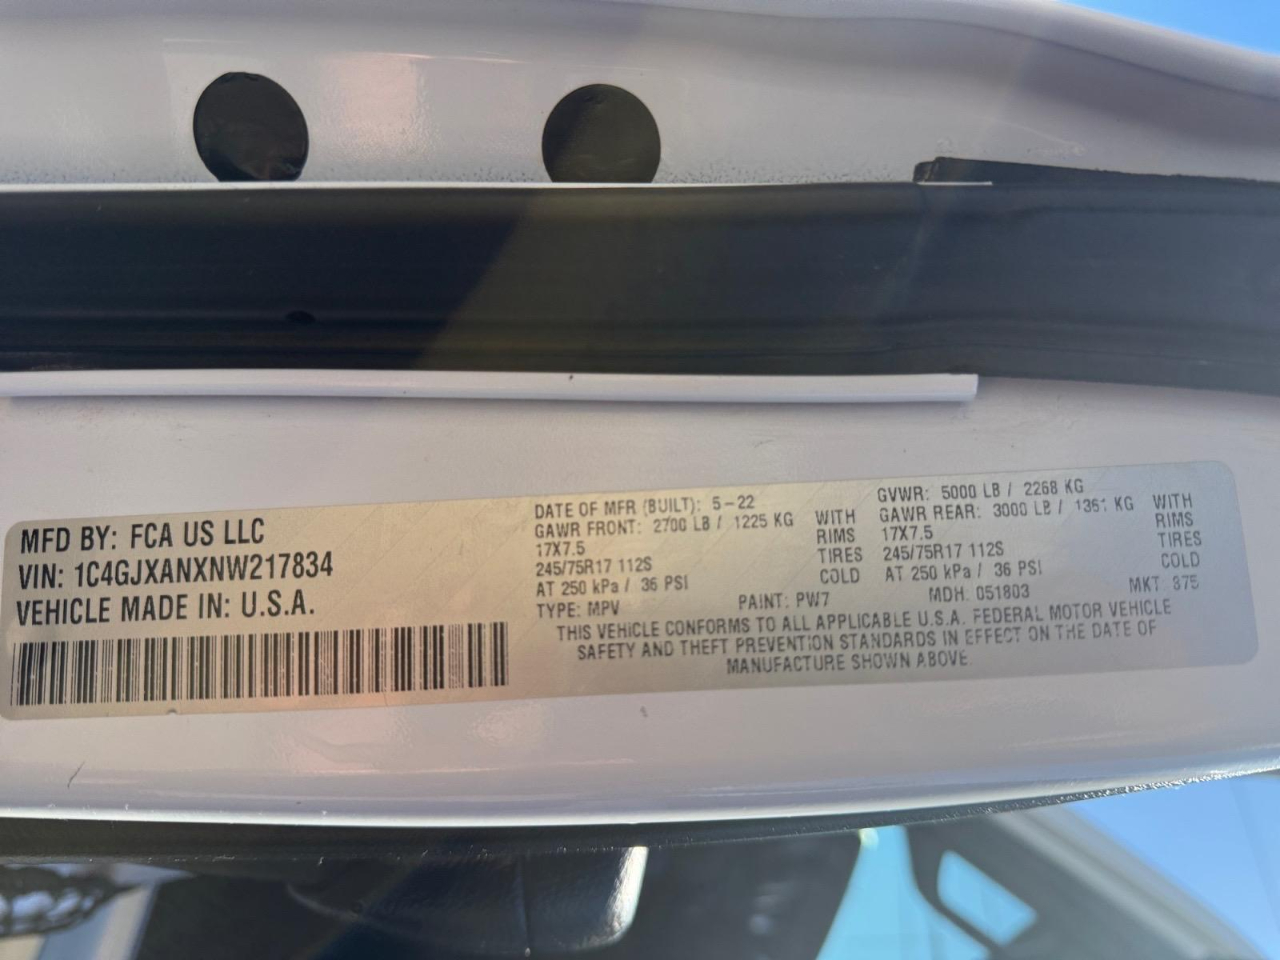 MFD BY: FCA US LLC
VIN: 1C4GJXANXNW217834
VEHICLE MADE IN: U.S.A.
DATE OF MFR (BUILT): 5-22
GAWR FRONT: 2700 LB / 1225 KG WITH
17X7.5 RIMS
245/75R17 112S TIRES
AT 250 kPa / 36 PSI COLD
GVWR: 5000 LB / 2268 KG
GAWR REAR: 3000 LB / 1361 KG WITH
17X7.5 RIMS
245/75R17 112S TIRES
AT 250 kPa / 36 PSI COLD
TYPE: MPV PAINT: PW7 MDH: 051803 MKT: 875
THIS VEHICLE CONFORMS TO ALL APPLICABLE U.S.A. FEDERAL MOTOR VEHICLE
SAFETY AND THEFT PREVENTION STANDARDS IN EFFECT ON THE DATE OF
MANUFACTURE SHOWN ABOVE.